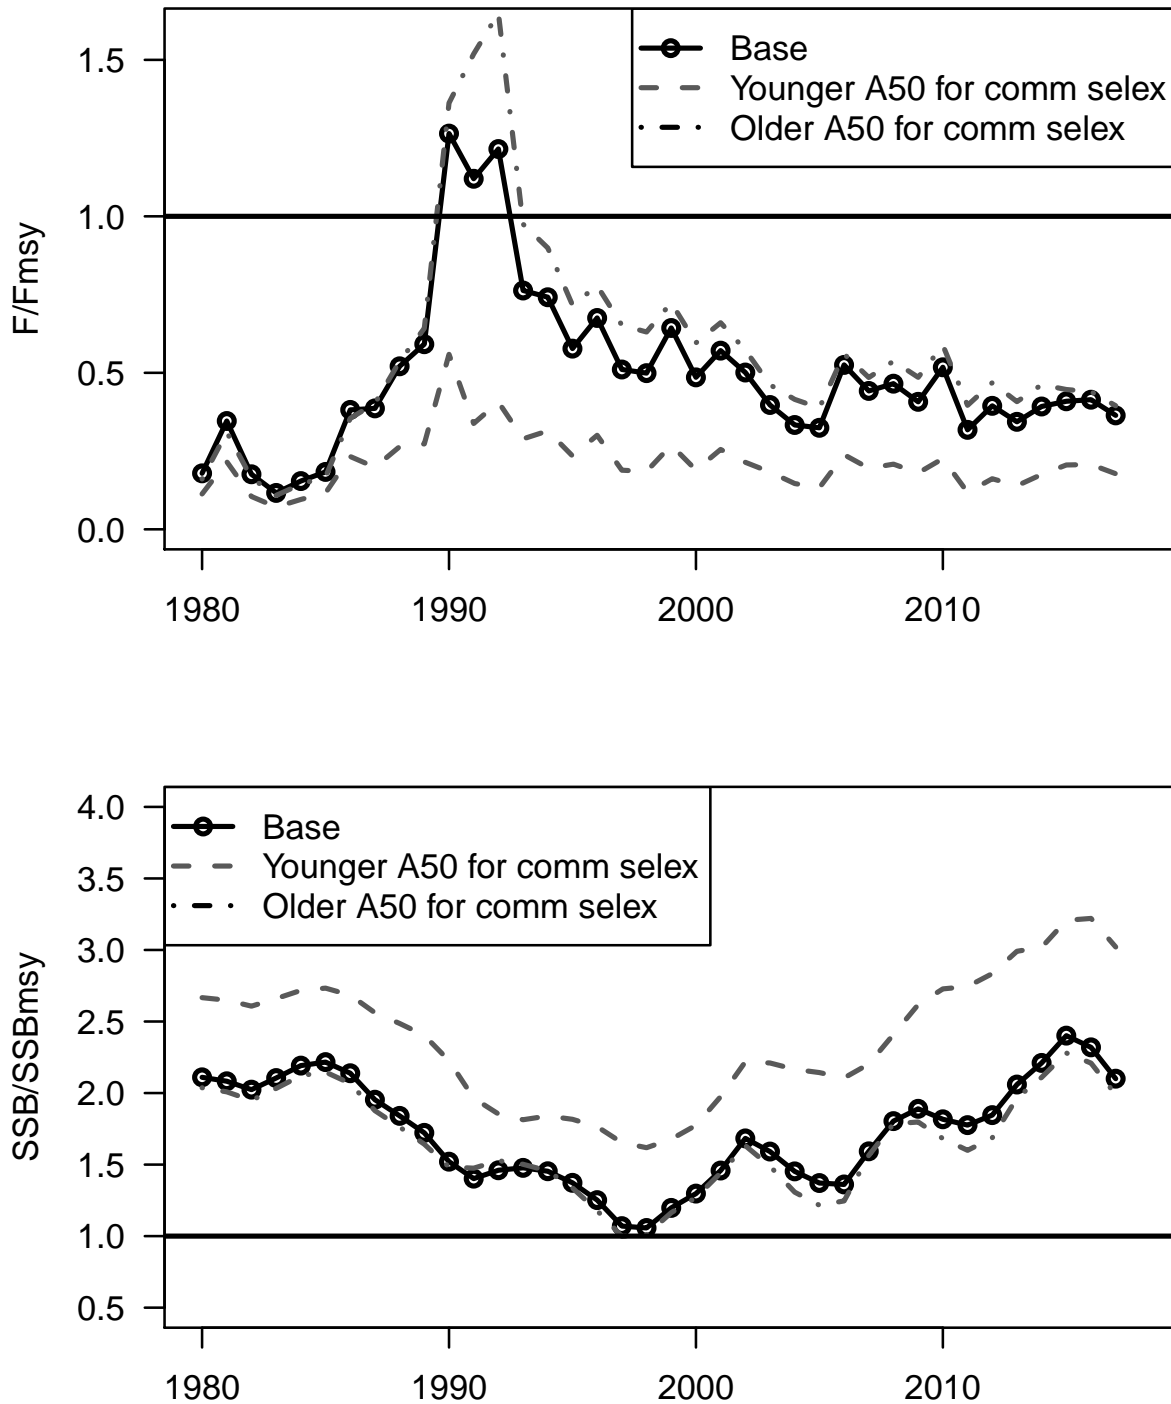 Base
Younger A50 for comm selex
Older A50 for comm selex
1.5
1.0
0.5
0.0
F/Fmsy
1980 1990 2000 2010
Base
Younger A50 for comm selex
Older A50 for comm selex
4.0
3.5
3.0
2.5
2.0
1.5
1.0
0.5
SSB/SSBmsy
1980 1990 2000 2010